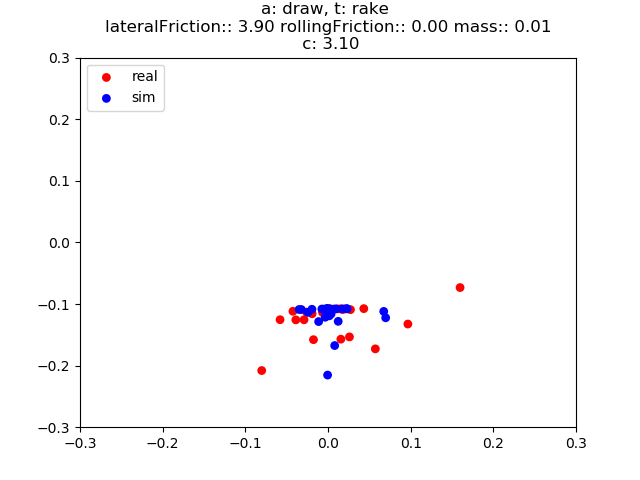 a: draw, t: rake
lateralFriction:: 3.90 rollingFriction:: 0.00 mass:: 0.01
c: 3.10
real
sim
0.3
0.2
0.1
0.0
−0.1
−0.2
−0.3
−0.3 −0.2 −0.1 0.0 0.1 0.2 0.3